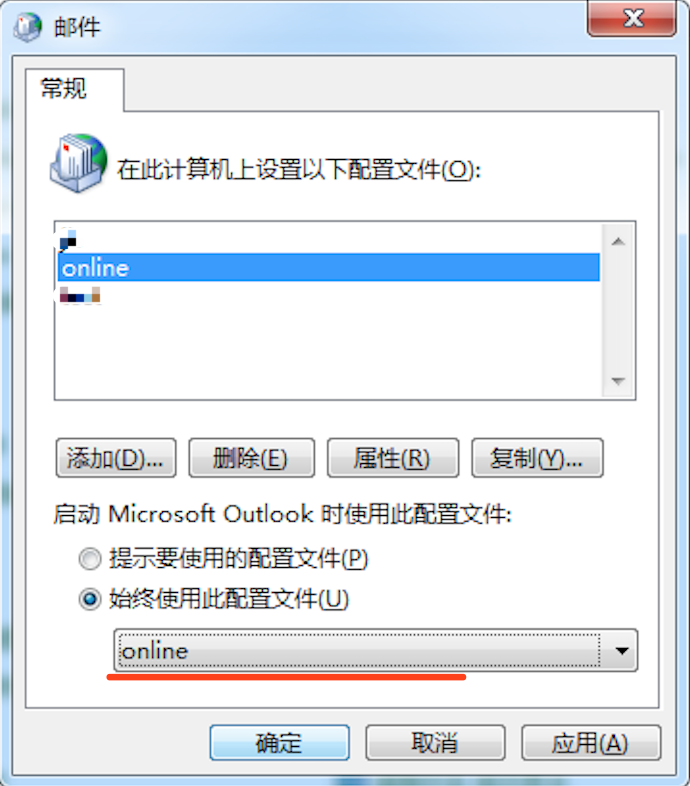 邮件
常规
在此计算机上设置以下配置文件(O):
online
添加(D)...
删除(E)
属性(R)
复制(Y)...
启动 Microsoft Outlook 时使用此配置文件:
提示要使用的配置文件(P)
始终使用此配置文件(U)
online
确定
取消
应用(A)